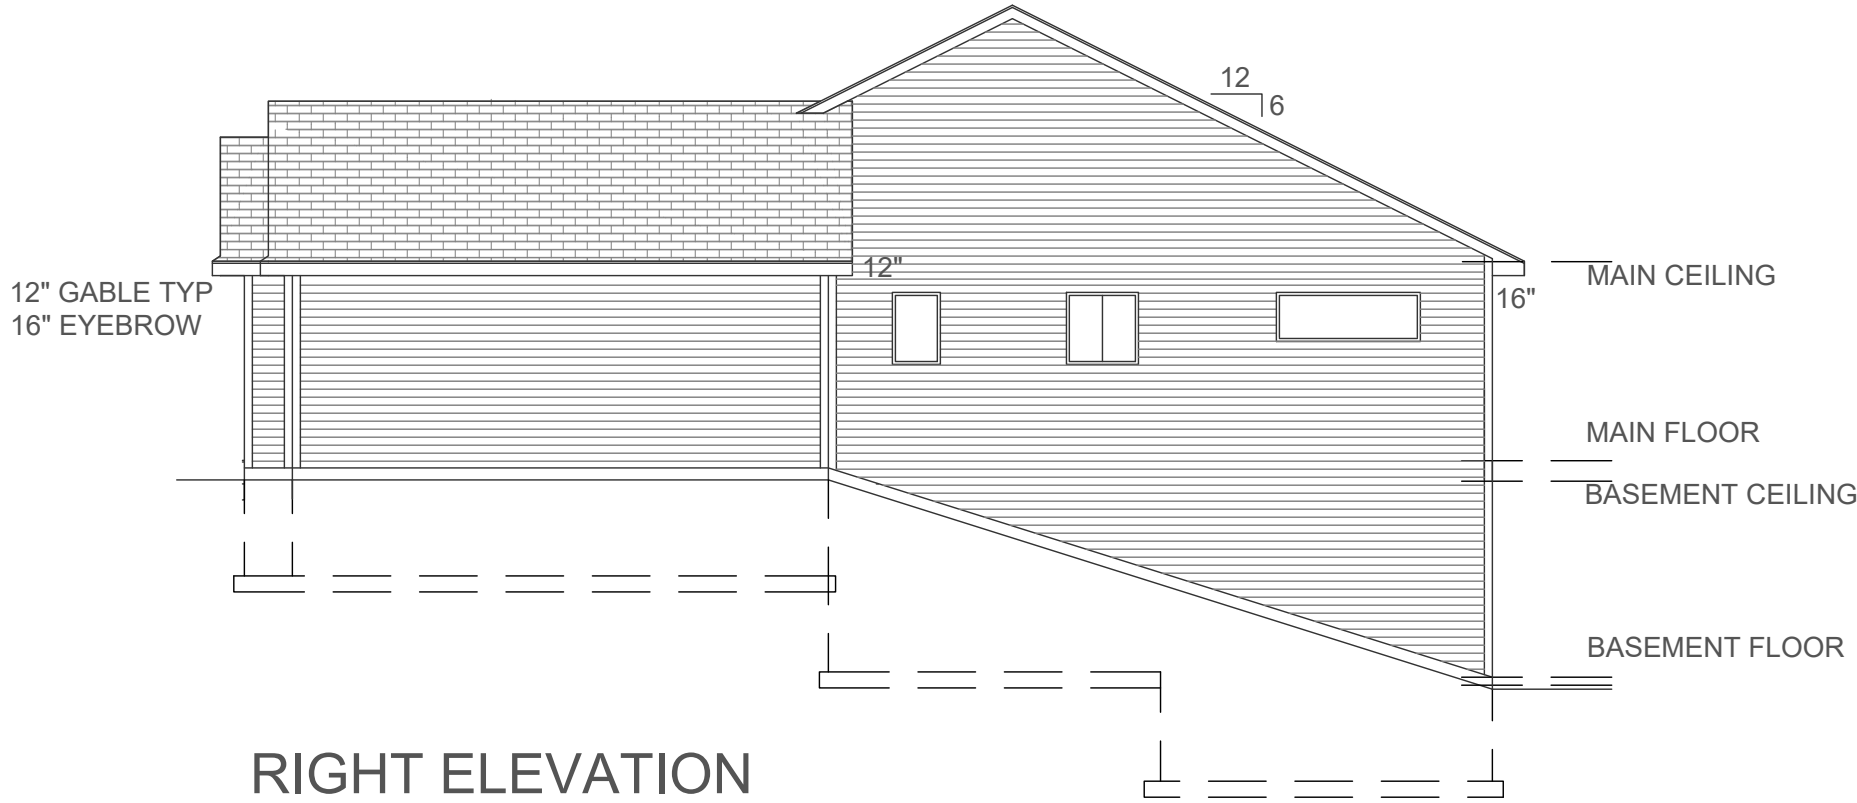 12
6
12"
MAIN CEILING
12" GABLE TYP
16" EYEBROW
16"
MAIN FLOOR
BASEMENT CEILING
BASEMENT FLOOR
RIGHT ELEVATION